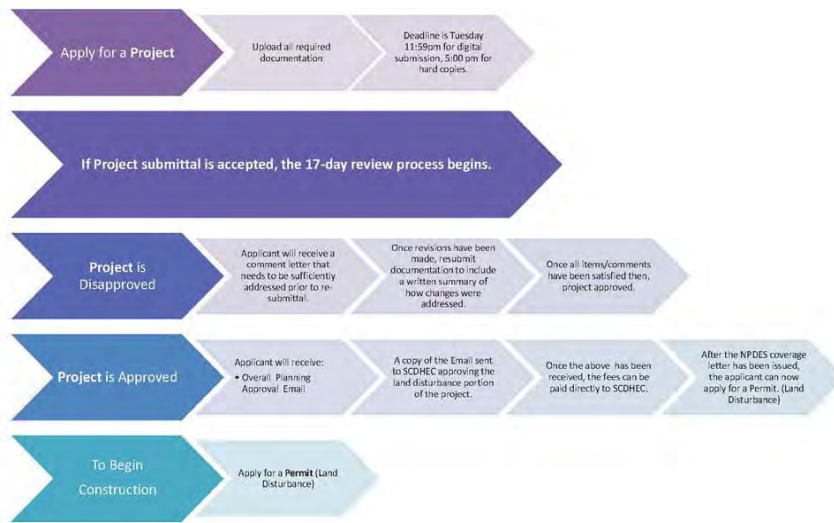 Apply for a Project
Upload all required
documentation
Deadline is Tuesday
11:59pm for digital
submission, 5:00 pm for
hard copies.
If Project submittal is accepted, the 17-day review process begins.
Project is
Disapproved
Applicant will receive a
comment letter that
needs to be sufficiently
addressed prior to re-
submittal.
Once revisions have been
made, resubmit
documentation to include
a written summary of
how changes were
addressed.
Once all items/comments
have been satisfied then,
project approved.
Project is Approved
Applicant will receive:
• Overall Planning
Approval Email
A copy of the Email sent
to SCDHEC approving the
land disturbance portion
of the project.
Once the above has been
received, the fees can be
paid directly to SCDHEC.
After the NPDES coverage
letter has been issued,
the applicant can now
apply for a Permit. (Land
Disturbance)
To Begin
Construction
Apply for a Permit (Land
Disturbance)